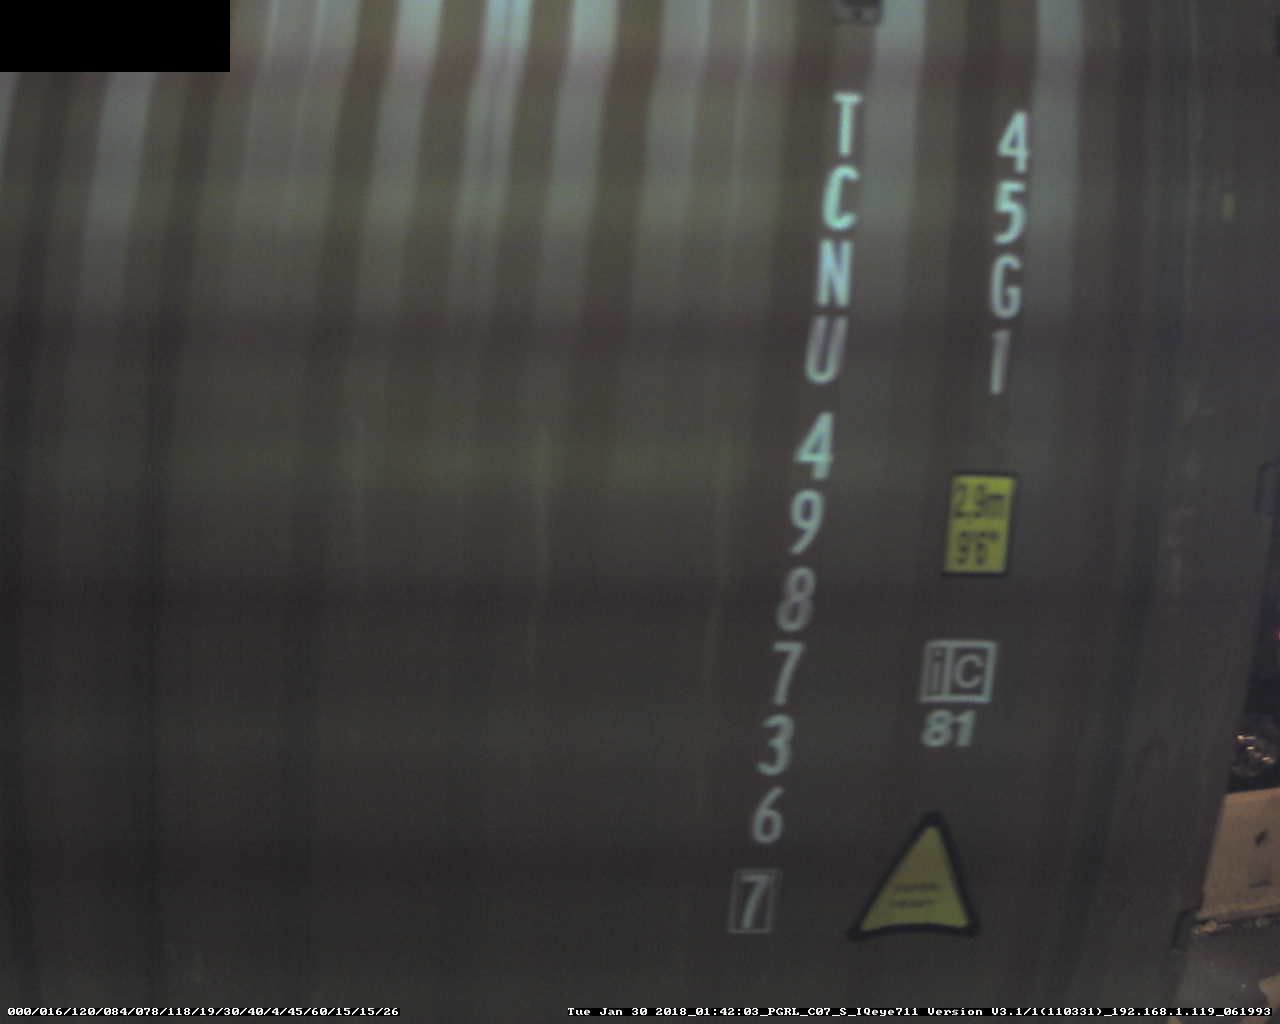 TCNU 498736 7
45G1
2.9m
9'6"
iC
81
000/016/120/084/078/118/19/30/40/4/45/60/15/15/26
Tue Jan 30 2018_01:42:03_PGRL_C07_S_IQeye711 Version V3.1/1(110331)_192.168.1.119_061993